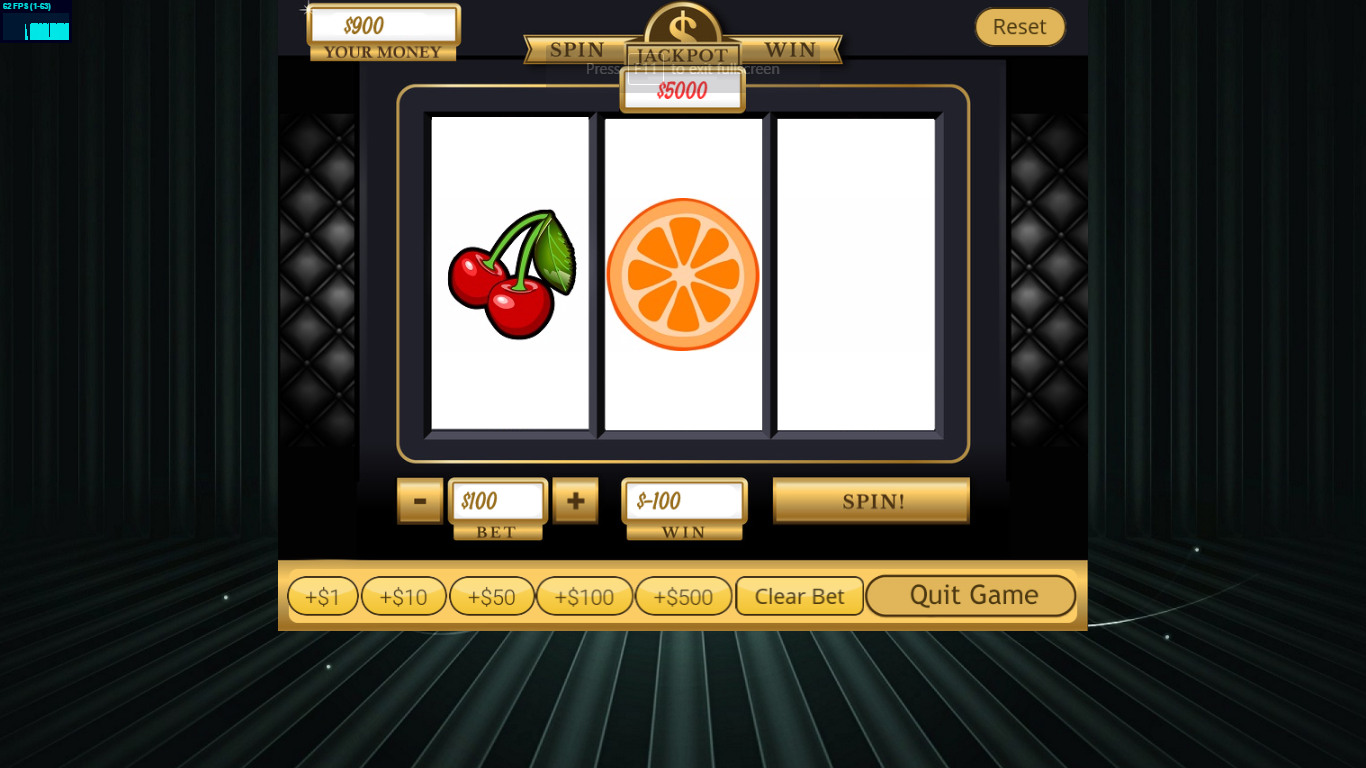 62 FPS (1-63)
$900
YOUR MONEY
SPIN
JACKPOT
WIN
Reset
Press F11 to exit fullscreen
$5000
-
$100
+
BET
$-100
WIN
SPIN!
+$1
+$10
+$50
+$100
+$500
Clear Bet
Quit Game